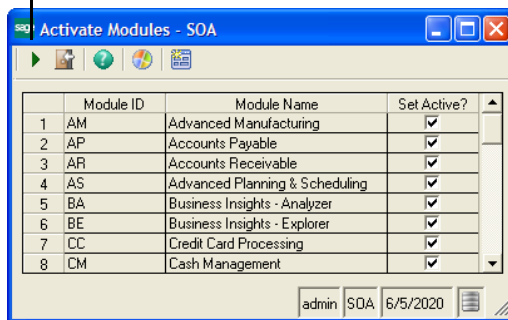 sage Activate Modules - SOA
Module ID Module Name Set Active?
1 AM Advanced Manufacturing
2 AP Accounts Payable
3 AR Accounts Receivable
4 AS Advanced Planning & Scheduling
5 BA Business Insights - Analyzer
6 BE Business Insights - Explorer
7 CC Credit Card Processing
8 CM Cash Management
admin SOA 6/5/2020